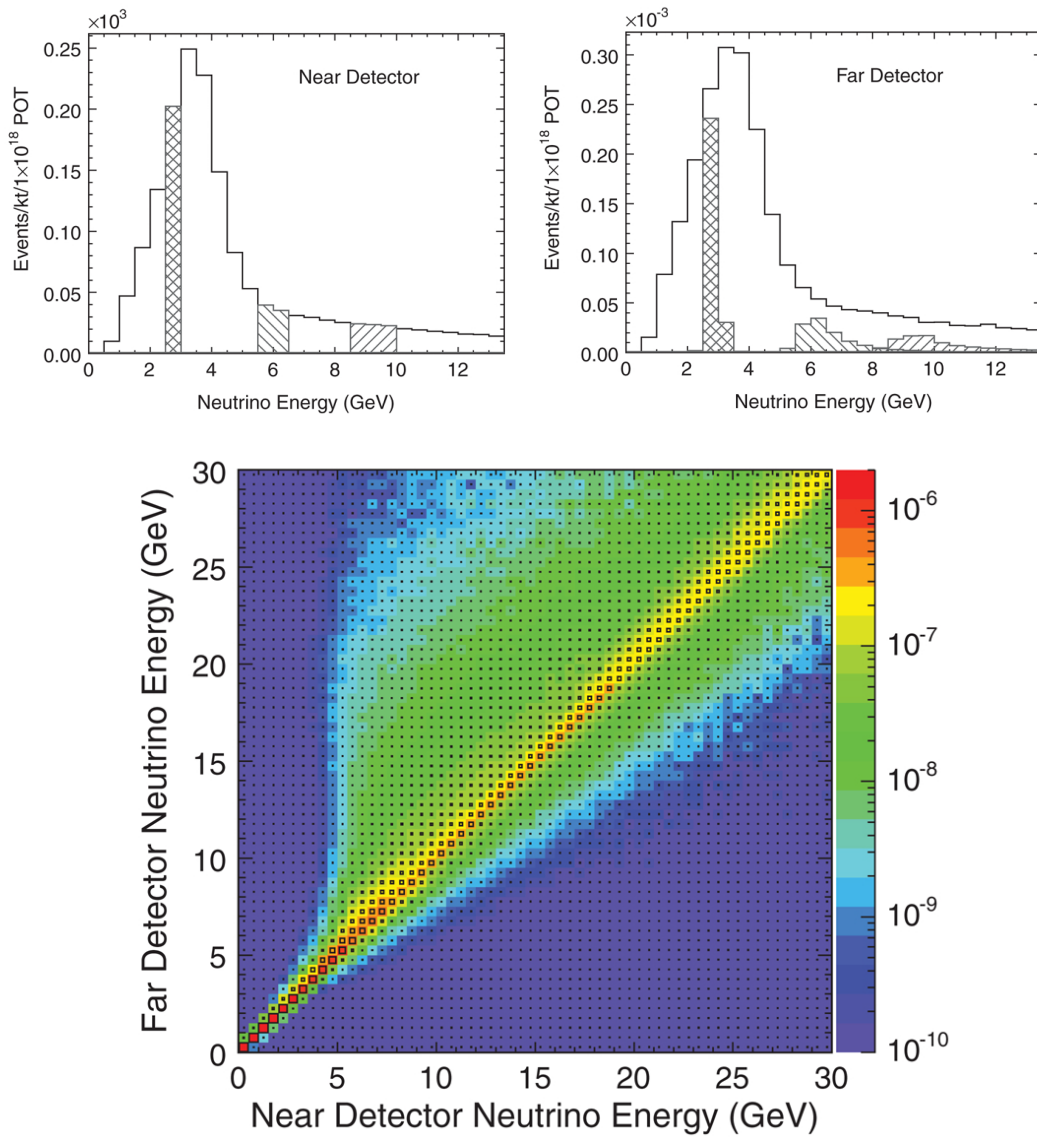 ×10³
Near Detector
Events/kt/1×10¹⁸ POT
0.25
0.20
0.15
0.10
0.05
0.00
0 2 4 6 8 10 12
Neutrino Energy (GeV)
×10⁻³
Far Detector
Events/kt/1×10¹⁸ POT
0.30
0.25
0.20
0.15
0.10
0.05
0.00
0 2 4 6 8 10 12
Neutrino Energy (GeV)
Far Detector Neutrino Energy (GeV)
30
25
20
15
10
5
0
0 5 10 15 20 25 30
Near Detector Neutrino Energy (GeV)
10⁻⁶
10⁻⁷
10⁻⁸
10⁻⁹
10⁻¹⁰